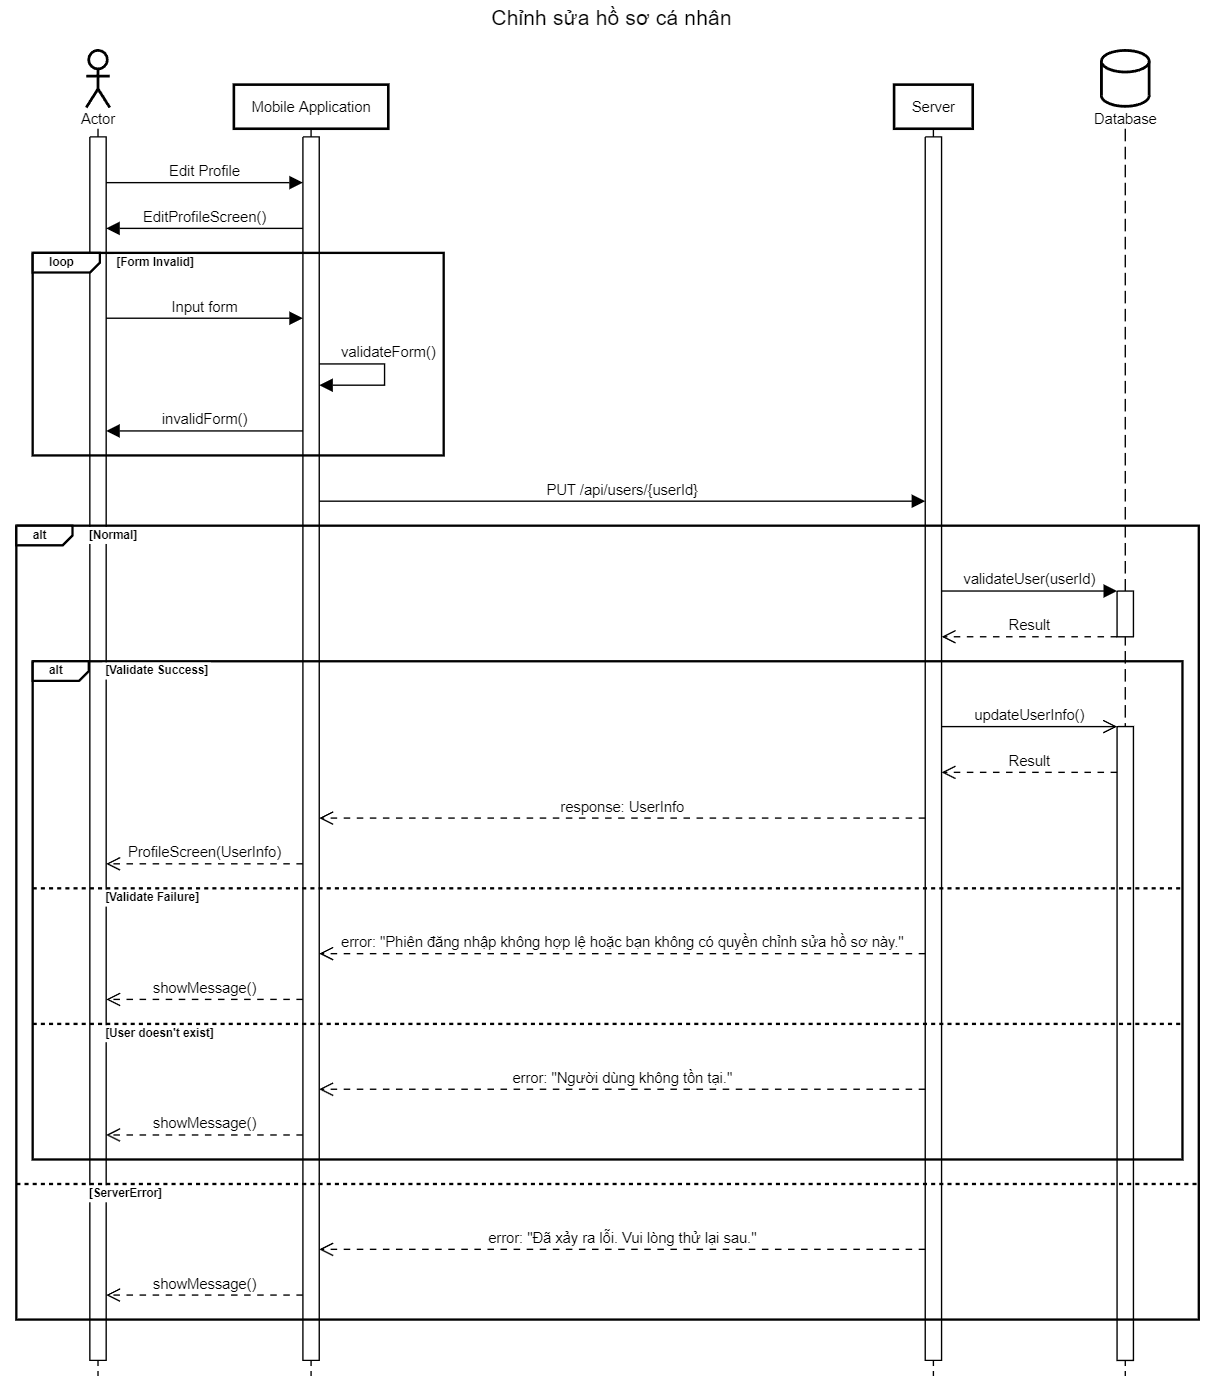 Chỉnh sửa hồ sơ cá nhân
Actor
Mobile Application
Server
Database
Edit Profile
EditProfileScreen()
loop
[Form Invalid]
Input form
validateForm()
invalidForm()
PUT /api/users/{userId}
alt
[Normal]
validateUser(userId)
Result
alt
[Validate Success]
updateUserInfo()
Result
response: UserInfo
ProfileScreen(UserInfo)
[Validate Failure]
error: "Phiên đăng nhập không hợp lệ hoặc bạn không có quyền chỉnh sửa hồ sơ này."
showMessage()
[User doesn't exist]
error: "Người dùng không tồn tại."
showMessage()
[ServerError]
error: "Đã xảy ra lỗi. Vui lòng thử lại sau."
showMessage()